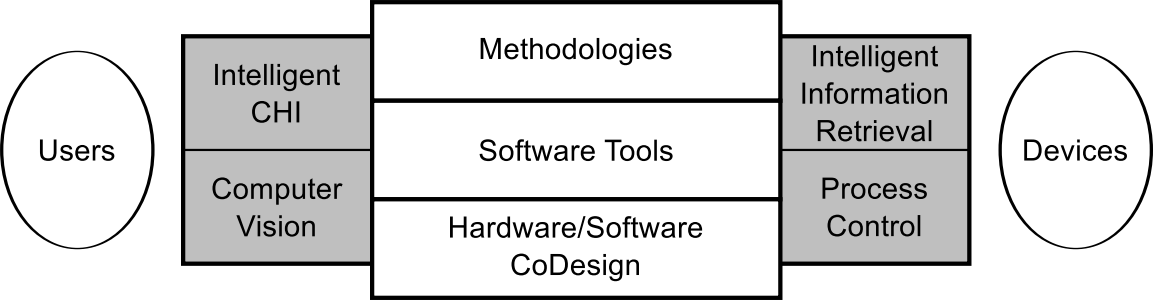 Users
Intelligent
CHI
Computer
Vision
Methodologies
Software Tools
Hardware/Software
CoDesign
Intelligent
Information
Retrieval
Process
Control
Devices